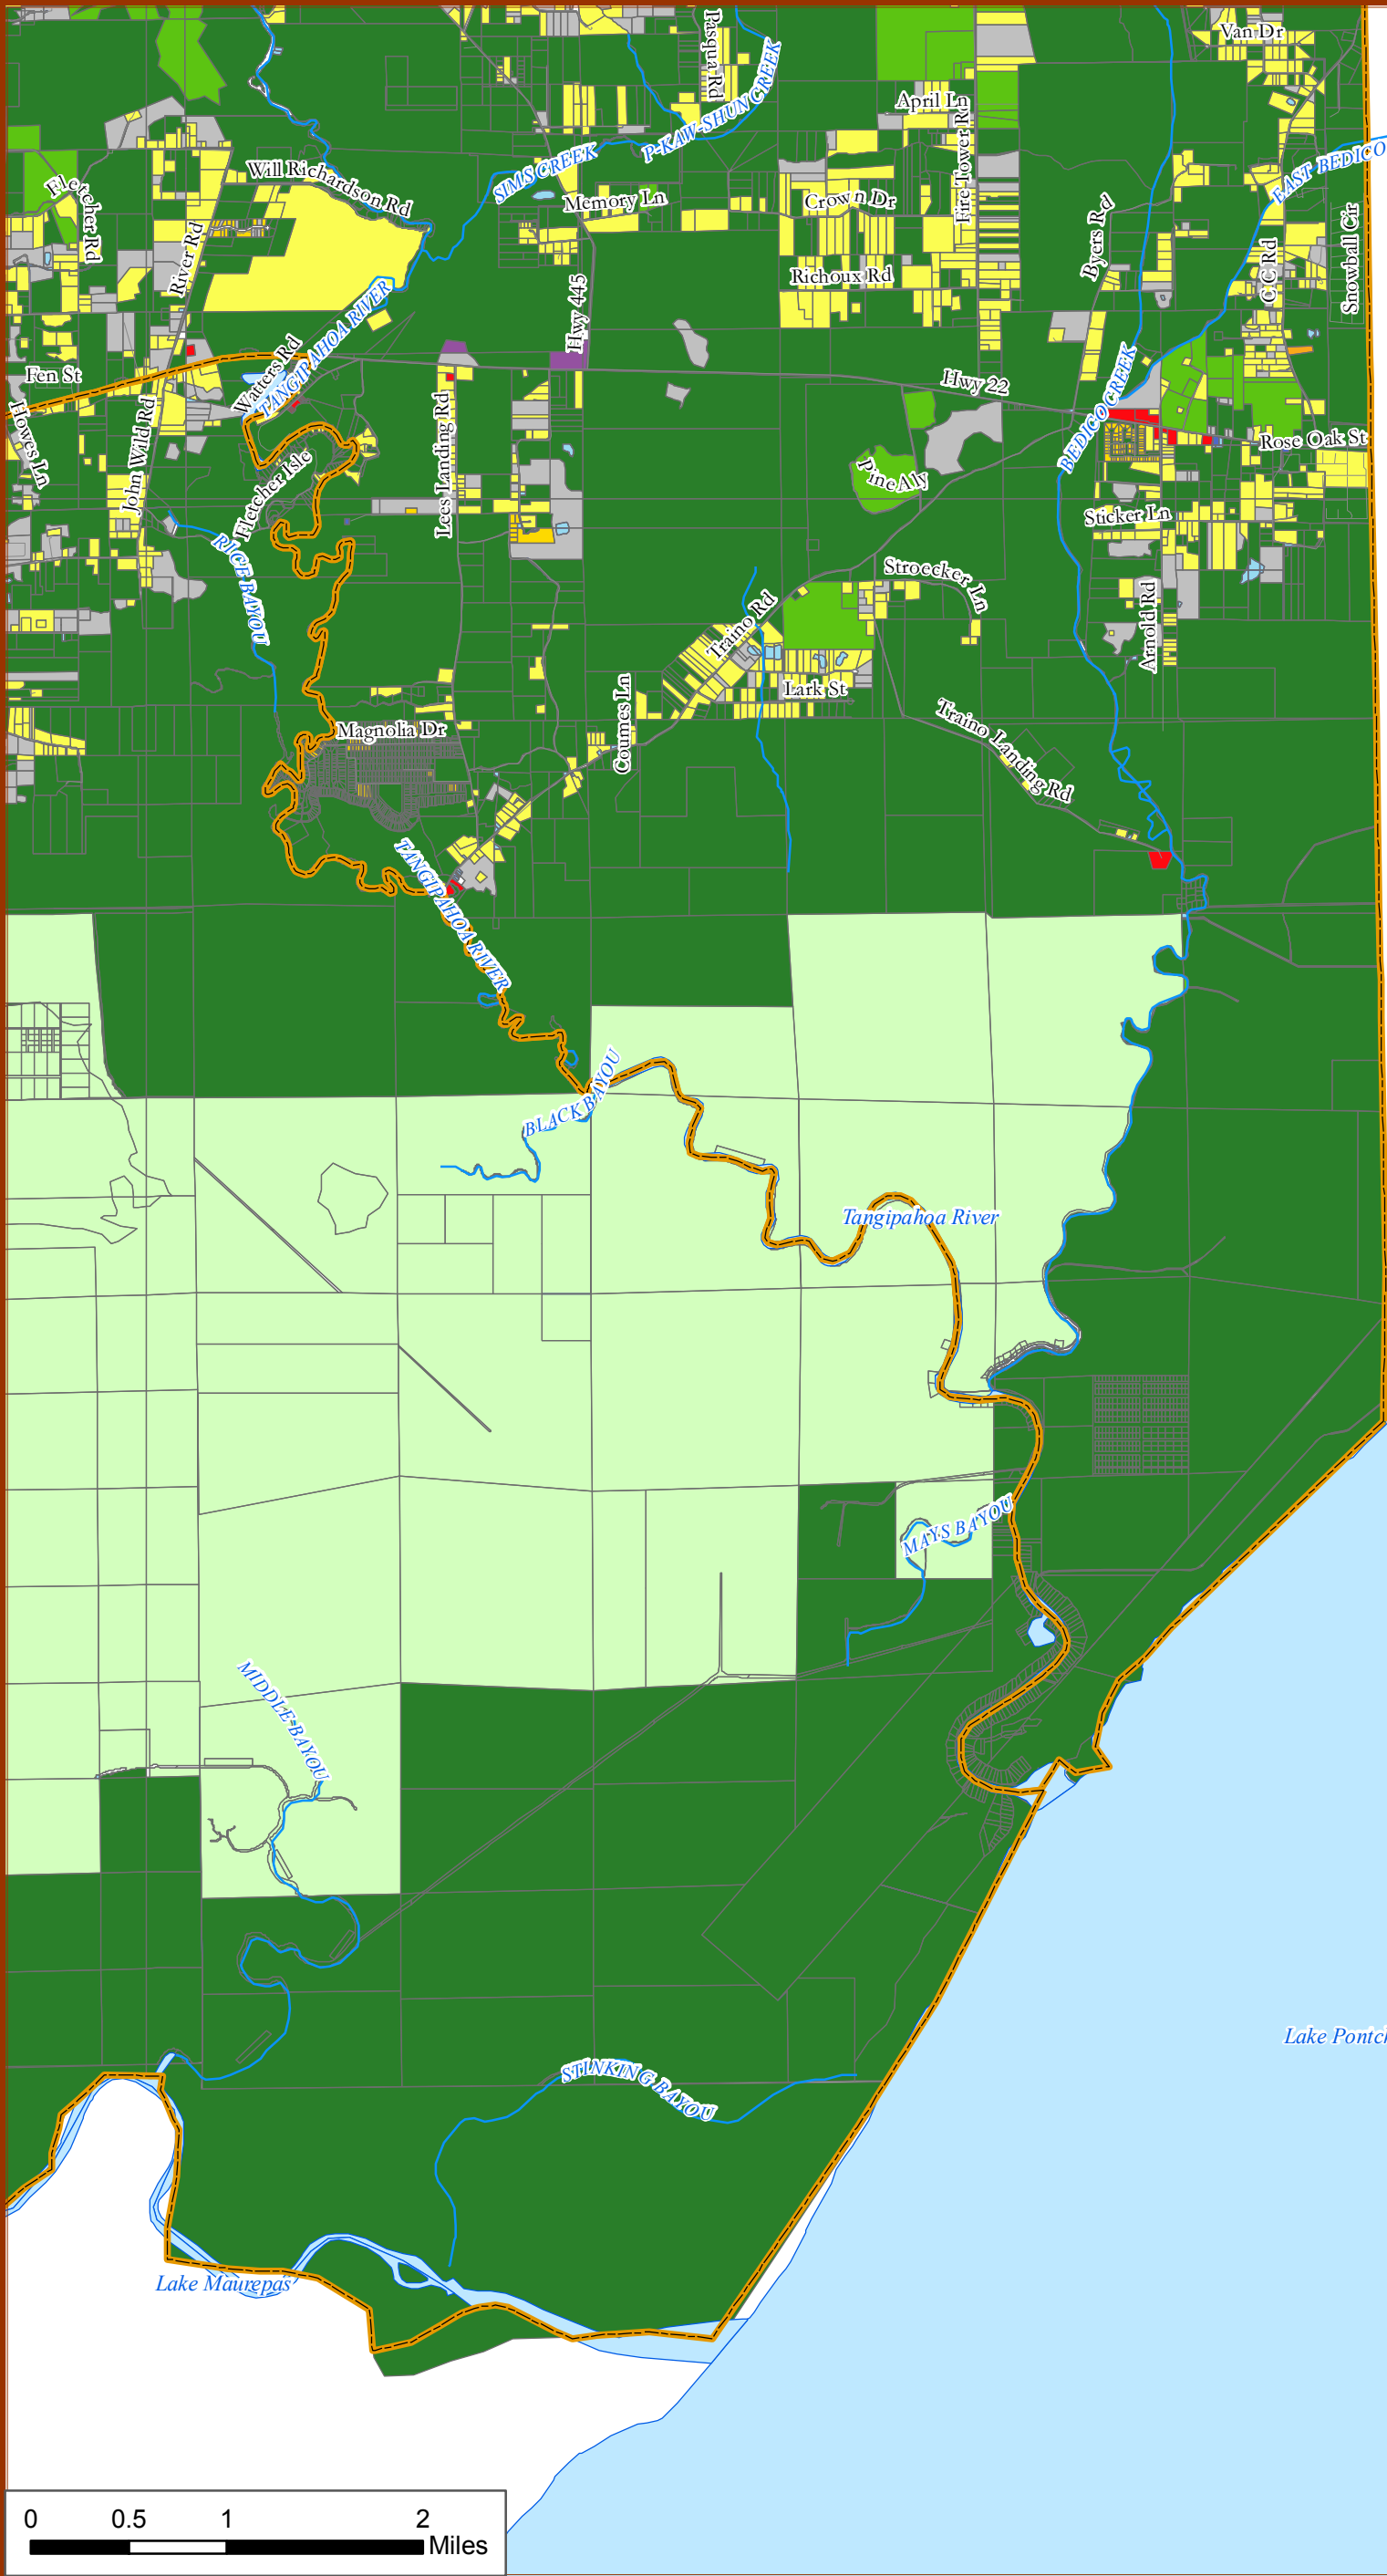 Van Dr
Pasqua Rd
P-KAW-SHUN CREEK
April Ln
Fire Tower Rd
EAST BEDICO
SIMS CREEK
Will Richardson Rd
Fletcher Rd
Memory Ln
Crown Dr
Byers Rd
Snowball Cir
River Rd
C C Rd
Richoux Rd
Hwy 445
TANGIPAHOA RIVER
Watters Rd
Fen St
Hwy 22
BEDICO CREEK
Howes Ln
John Wild Rd
Lees Landing Rd
Rose Oak St
Fletcher Isle
Pine Ally
Sticker Ln
RICE BAYOU
Stroecker Ln
Arnold Rd
Traino Rd
Lark St
Coumes Ln
Magnolia Dr
Traino Landing Rd
TANGIPAHOA RIVER
BLACK BAYOU
Tangipahoa River
MAYS BAYOU
MIDDLE BAYOU
Lake Pontch
STINKING BAYOU
Lake Maurepas
0 0.5 1 2
Miles